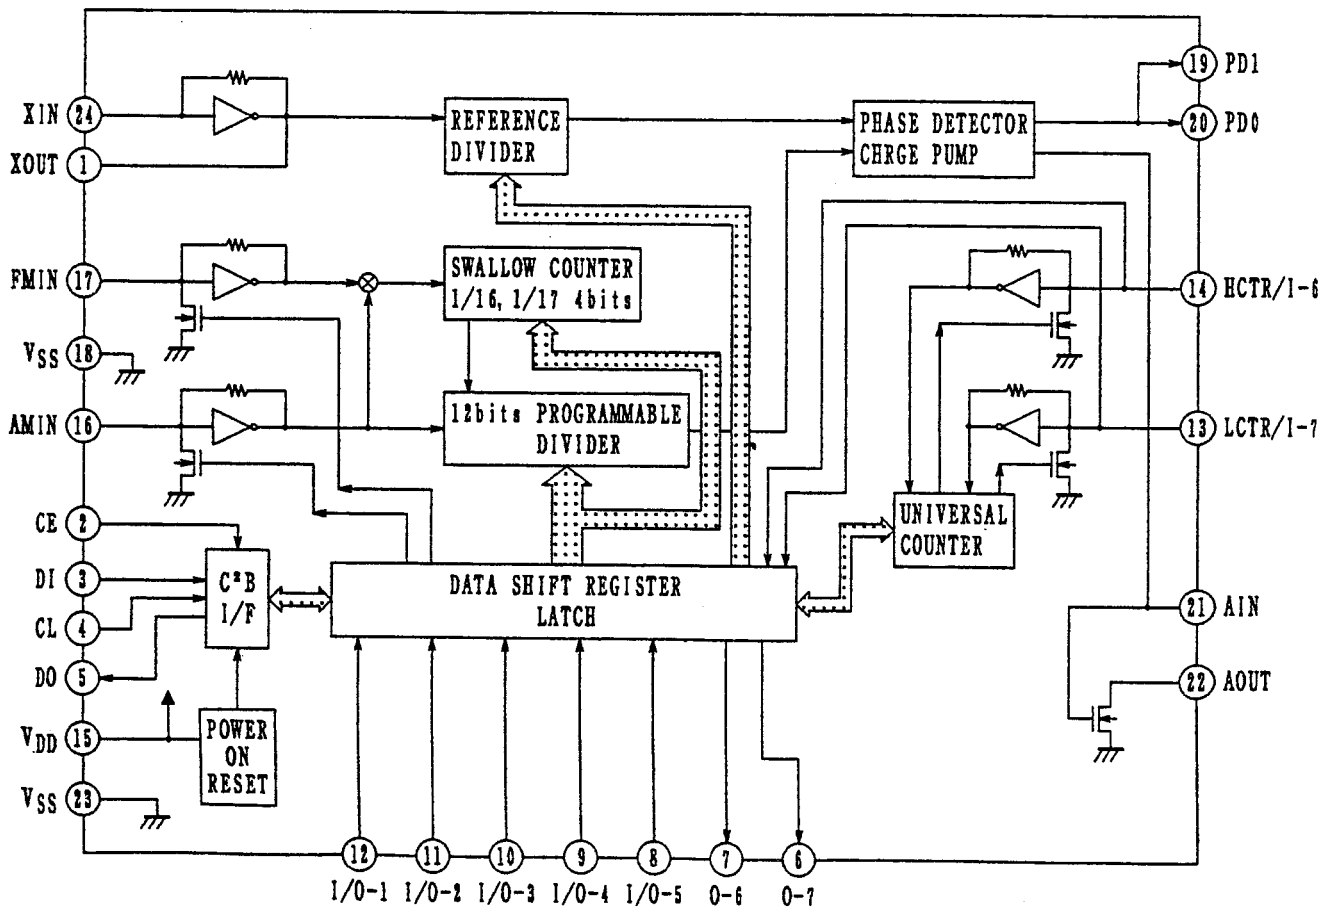 19 PD1
XIN 24
REFERENCE
DIVIDER
PHASE DETECTOR
CHRGE PUMP
20 PD0
XOUT 1
FMIN 17
SWALLOW COUNTER
1/16, 1/17 4bits
14 HCTR/I-6
VSS 18
AMIN 16
12bits PROGRAMMABLE
DIVIDER
13 LCTR/I-7
CE 2
UNIVERSAL
COUNTER
DI 3
C²B
I/F
DATA SHIFT REGISTER
LATCH
CL 4
21 AIN
DO 5
22 AOUT
VDD 15
POWER
ON
RESET
VSS 23
12 11 10 9 8 7 6
I/O-1 I/O-2 I/O-3 I/O-4 I/O-5 O-6 O-7